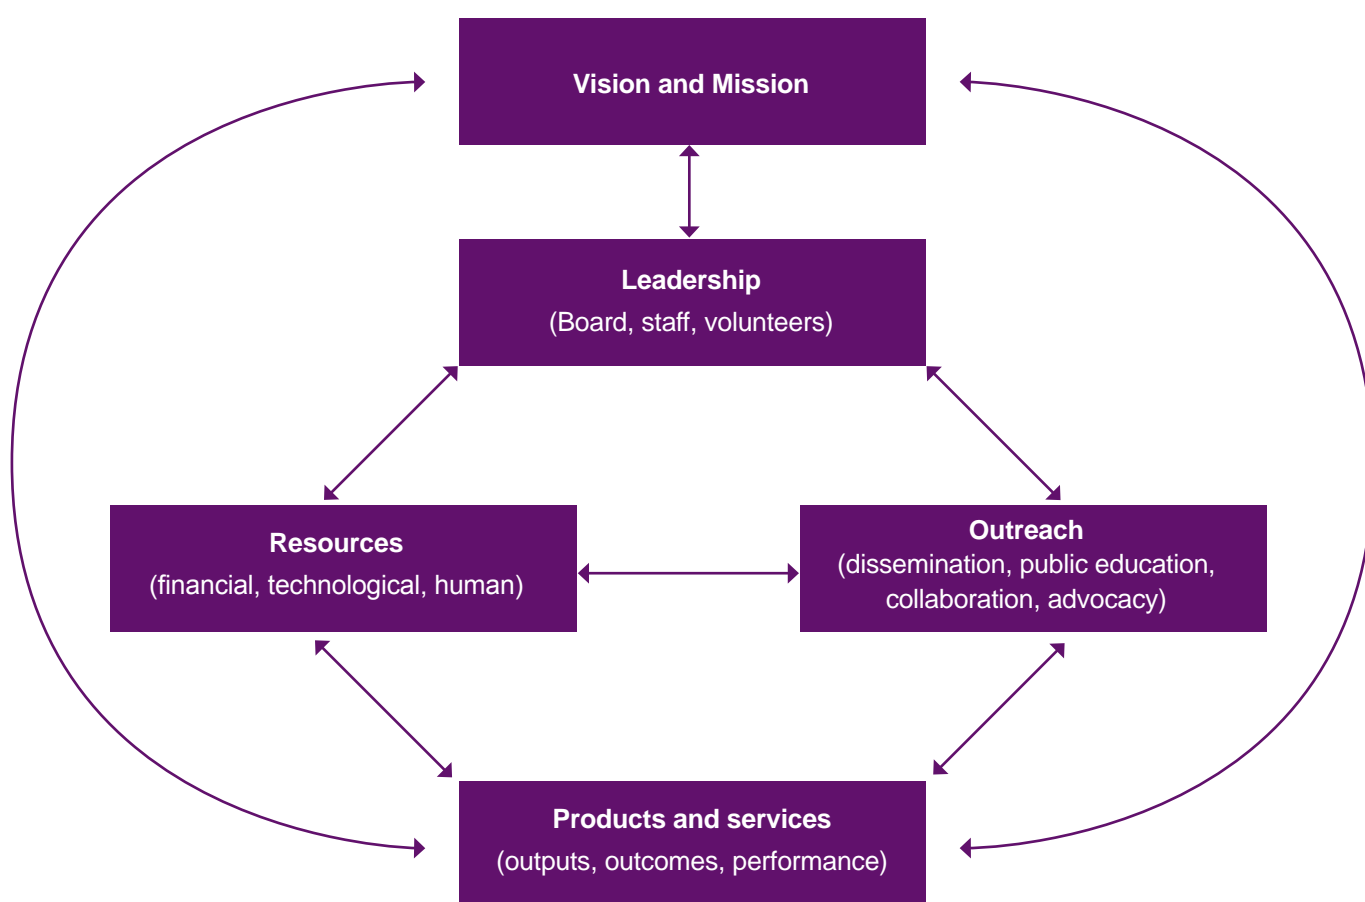 Vision and Mission
Leadership
(Board, staff, volunteers)
Resources
(financial, technological, human)
Outreach
(dissemination, public education,
collaboration, advocacy)
Products and services
(outputs, outcomes, performance)